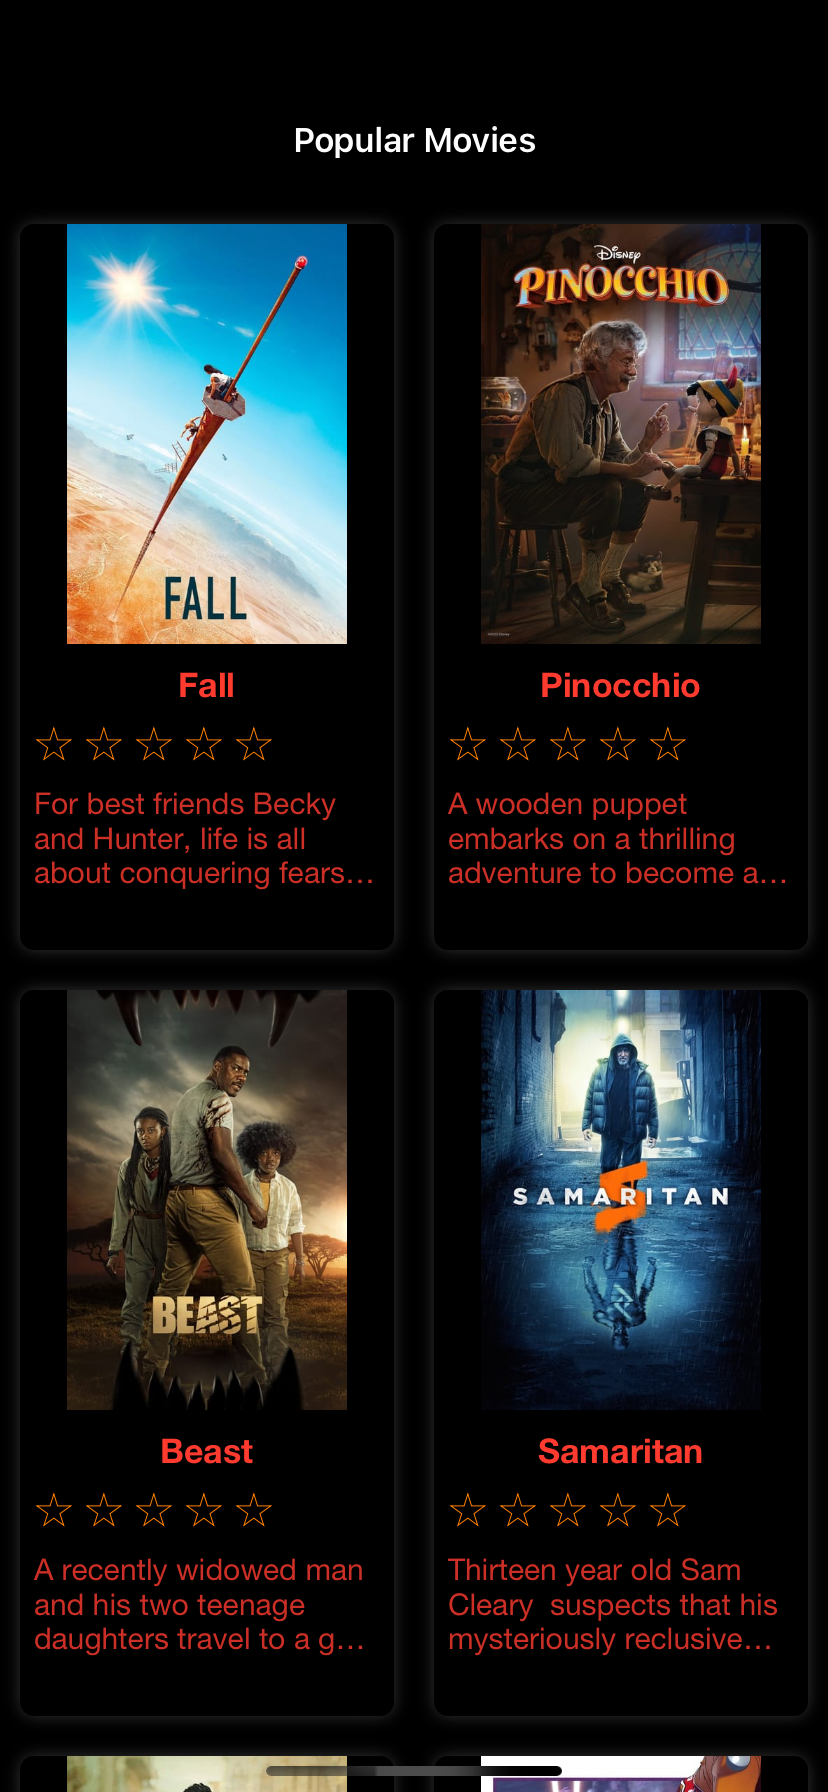 Popular Movies
Disney
PINOCCHIO
FALL
Fall
Pinocchio
☆ ☆ ☆ ☆ ☆
☆ ☆ ☆ ☆ ☆
For best friends Becky
and Hunter, life is all
about conquering fears...
A wooden puppet
embarks on a thrilling
adventure to become a...
SAMARITAN
BEAST
Beast
Samaritan
☆ ☆ ☆ ☆ ☆
☆ ☆ ☆ ☆ ☆
A recently widowed man
and his two teenage
daughters travel to a g...
Thirteen year old Sam
Cleary  suspects that his
mysteriously reclusive...